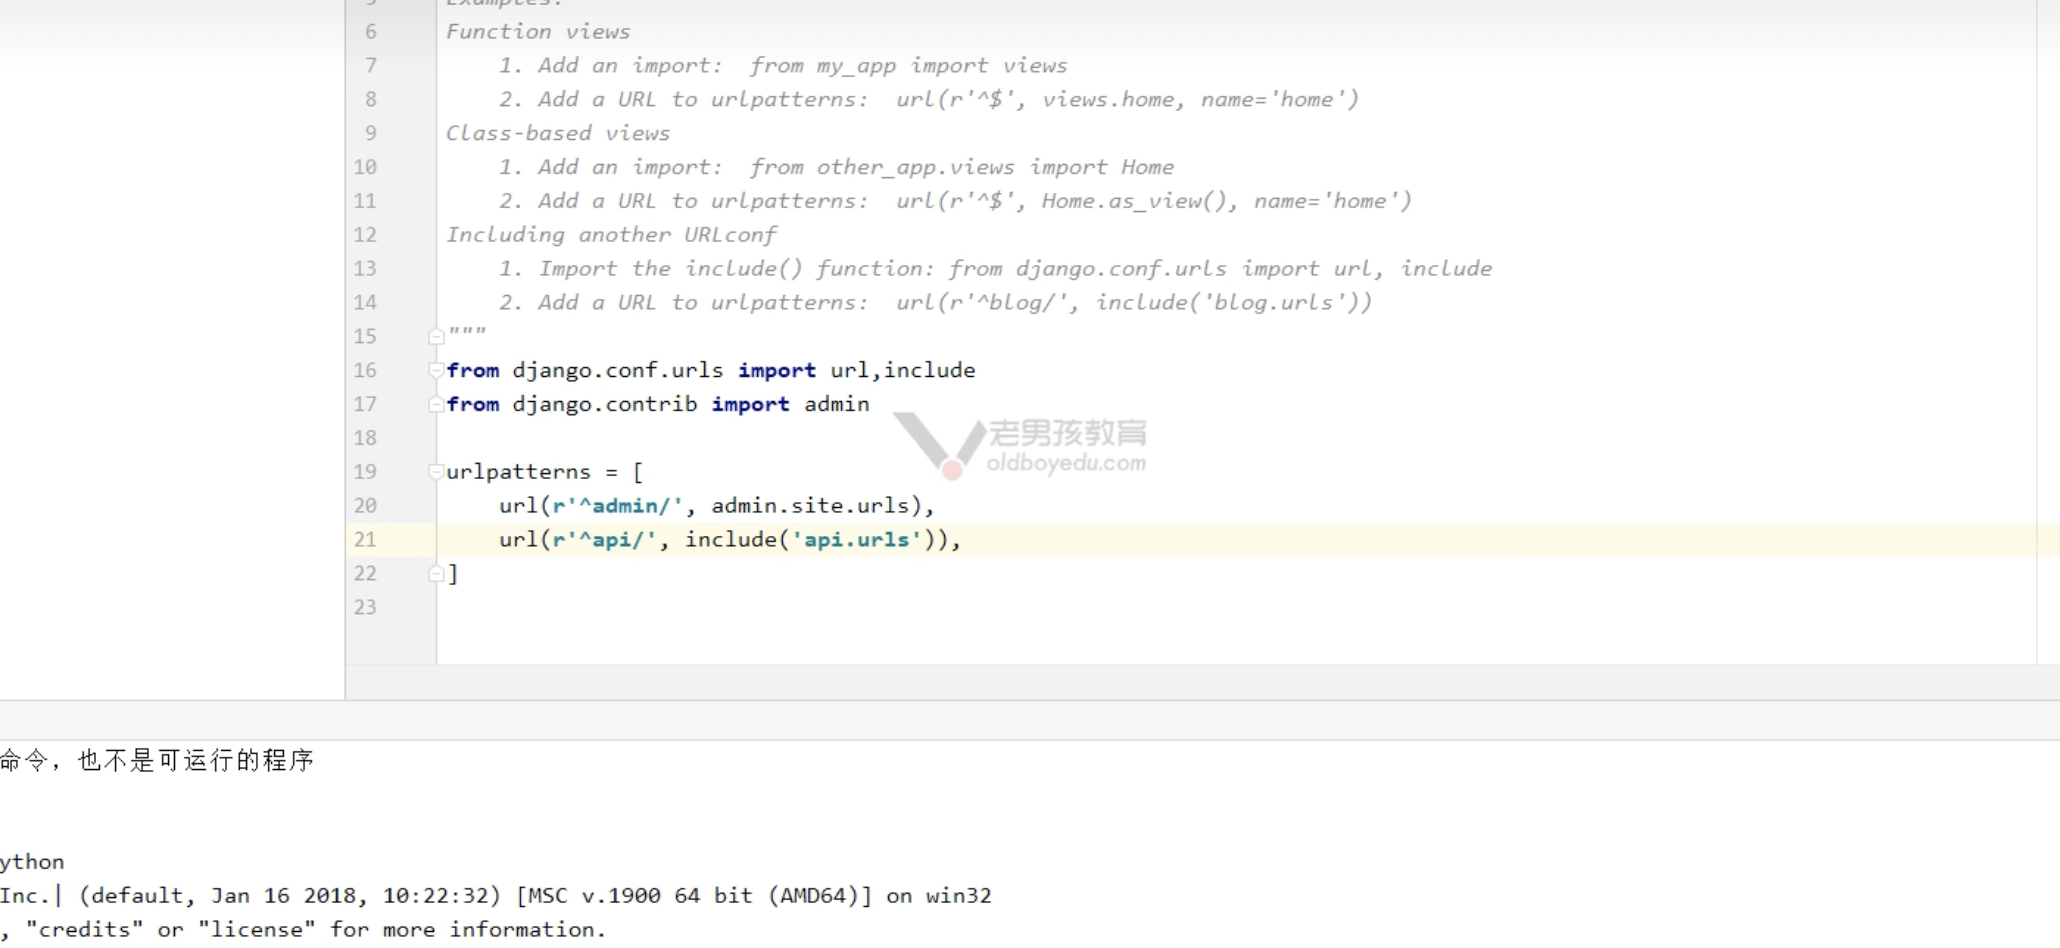 5 Examples:
6 Function views
7 1. Add an import:  from my_app import views
8 2. Add a URL to urlpatterns:  url(r'^$', views.home, name='home')
9 Class-based views
10 1. Add an import:  from other_app.views import Home
11 2. Add a URL to urlpatterns:  url(r'^$', Home.as_view(), name='home')
12 Including another URLconf
13 1. Import the include() function: from django.conf.urls import url, include
14 2. Add a URL to urlpatterns:  url(r'^blog/', include('blog.urls'))
15 """
16 from django.conf.urls import url,include
17 from django.contrib import admin
18
19 urlpatterns = [
20 url(r'^admin/', admin.site.urls),
21 url(r'^api/', include('api.urls')),
22 ]
23
老男孩教育
oldboyedu.com
命令，也不是可运行的程序
ython
Inc.| (default, Jan 16 2018, 10:22:32) [MSC v.1900 64 bit (AMD64)] on win32
, "credits" or "license" for more information.